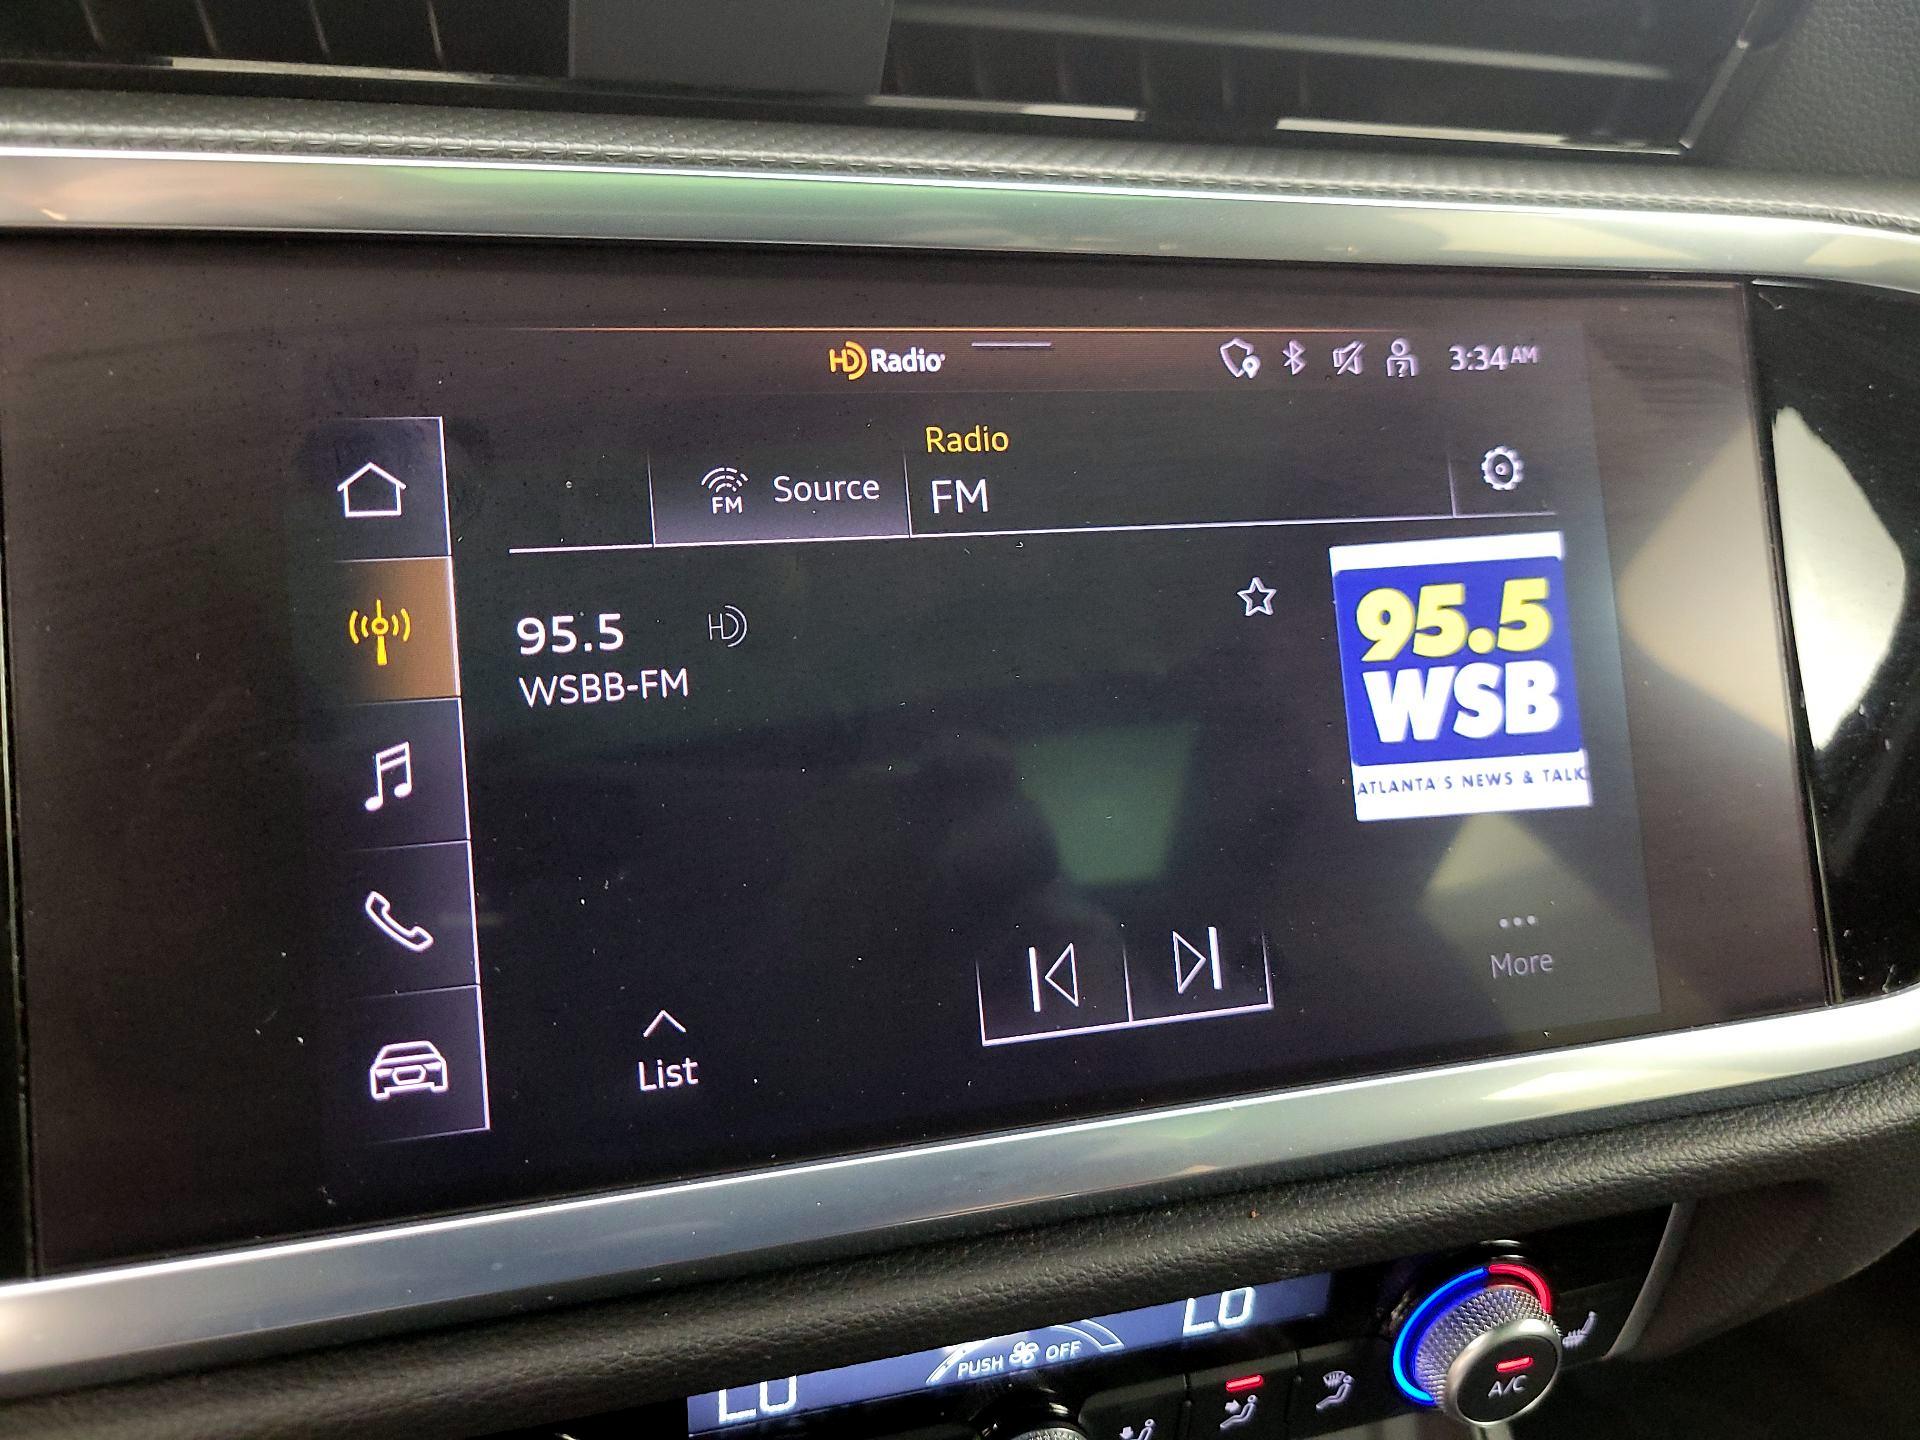 HD Radio
3:34 AM
Radio
FM Source
FM
95.5 HD
WSBB-FM
95.5
WSB
ATLANTA'S NEWS & TALK
More
List
LO
PUSH OFF
LO
A/C